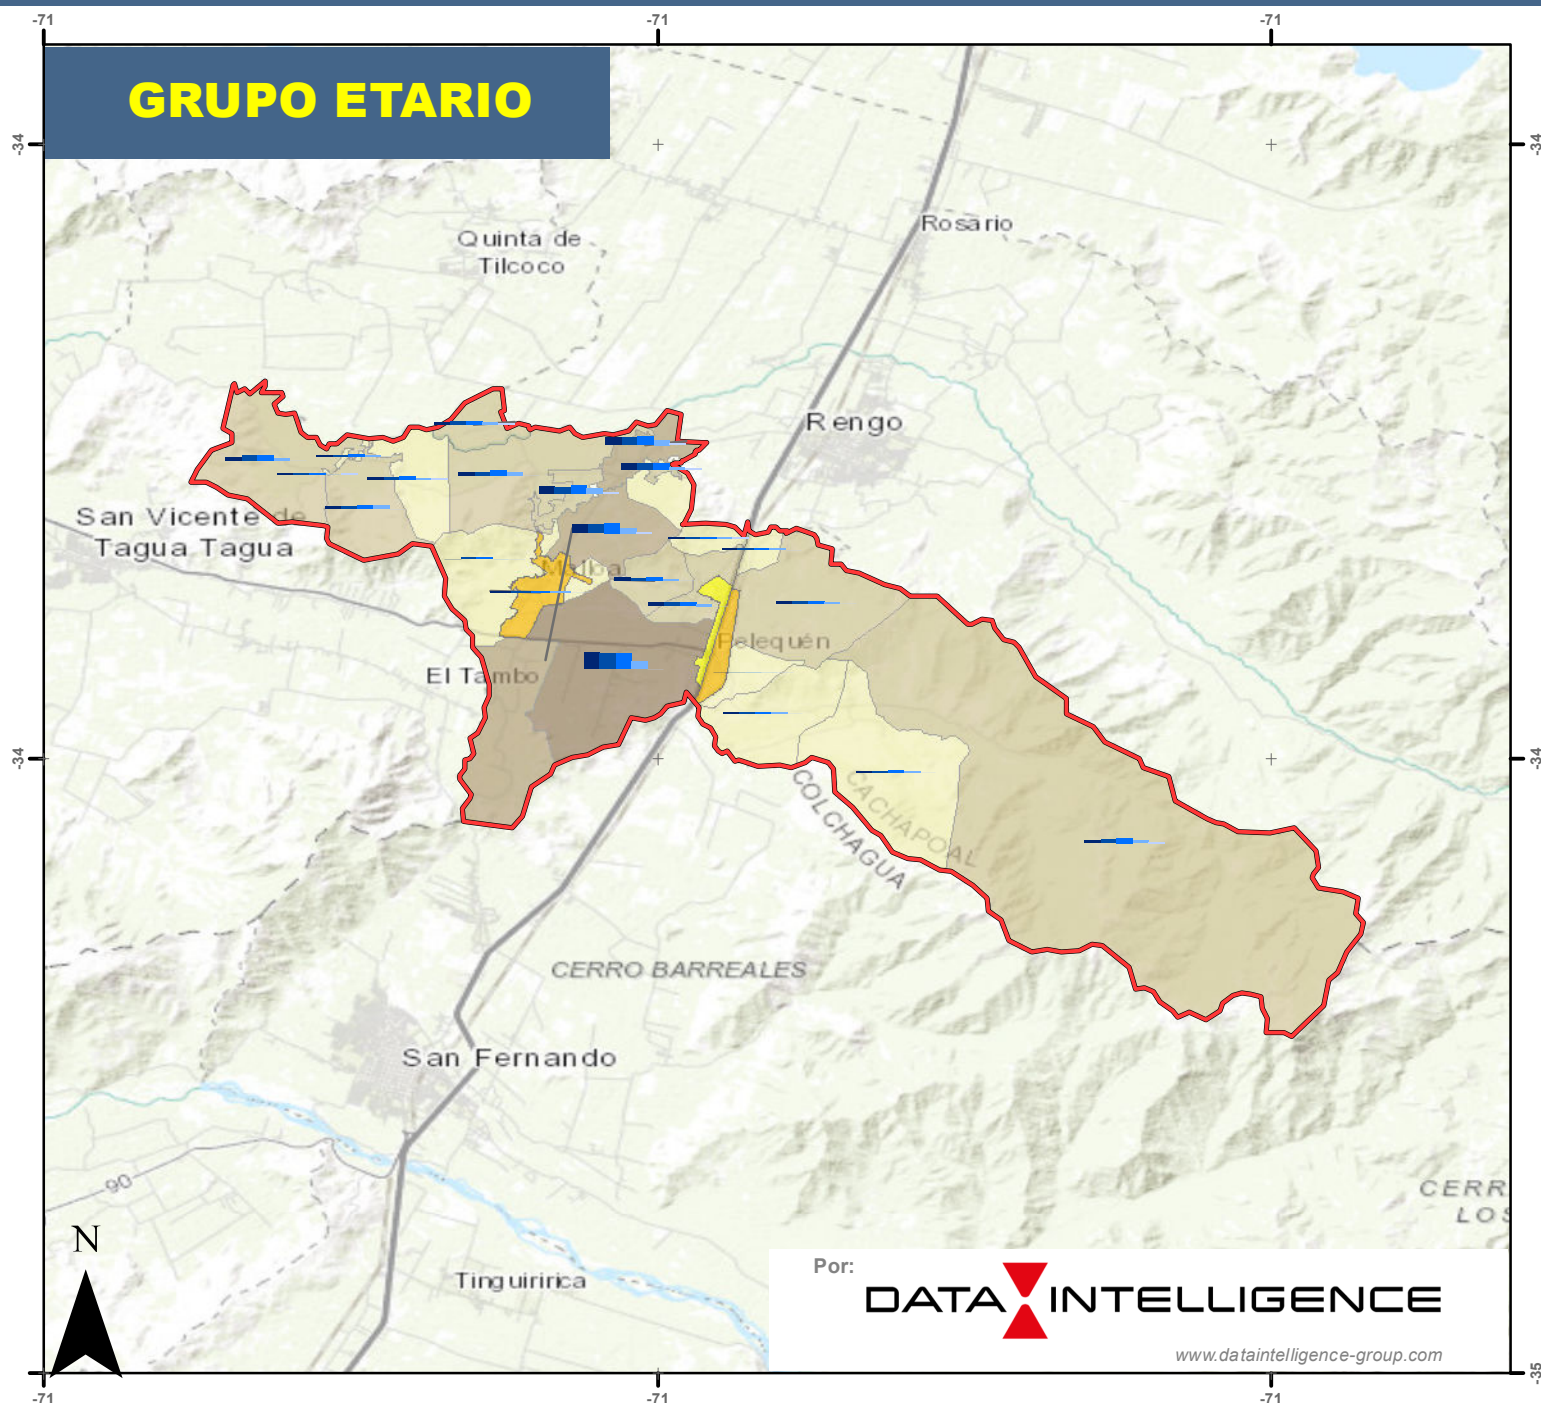 -71
-71
-71
GRUPO ETARIO
-34
-34
Rosario
Quinta de
Tilcoco
Rengo
San Vicente de
Tagua Tagua
Malloa
Pelequén
El Tambo
-34
-34
CACHAPOAL
COLCHAGUA
CERRO BARREALES
San Fernando
90
CERR
LOS
N
Tinguiririca
Por:
DATA INTELLIGENCE
www.dataintelligence-group.com
-35
-71
-71
-71